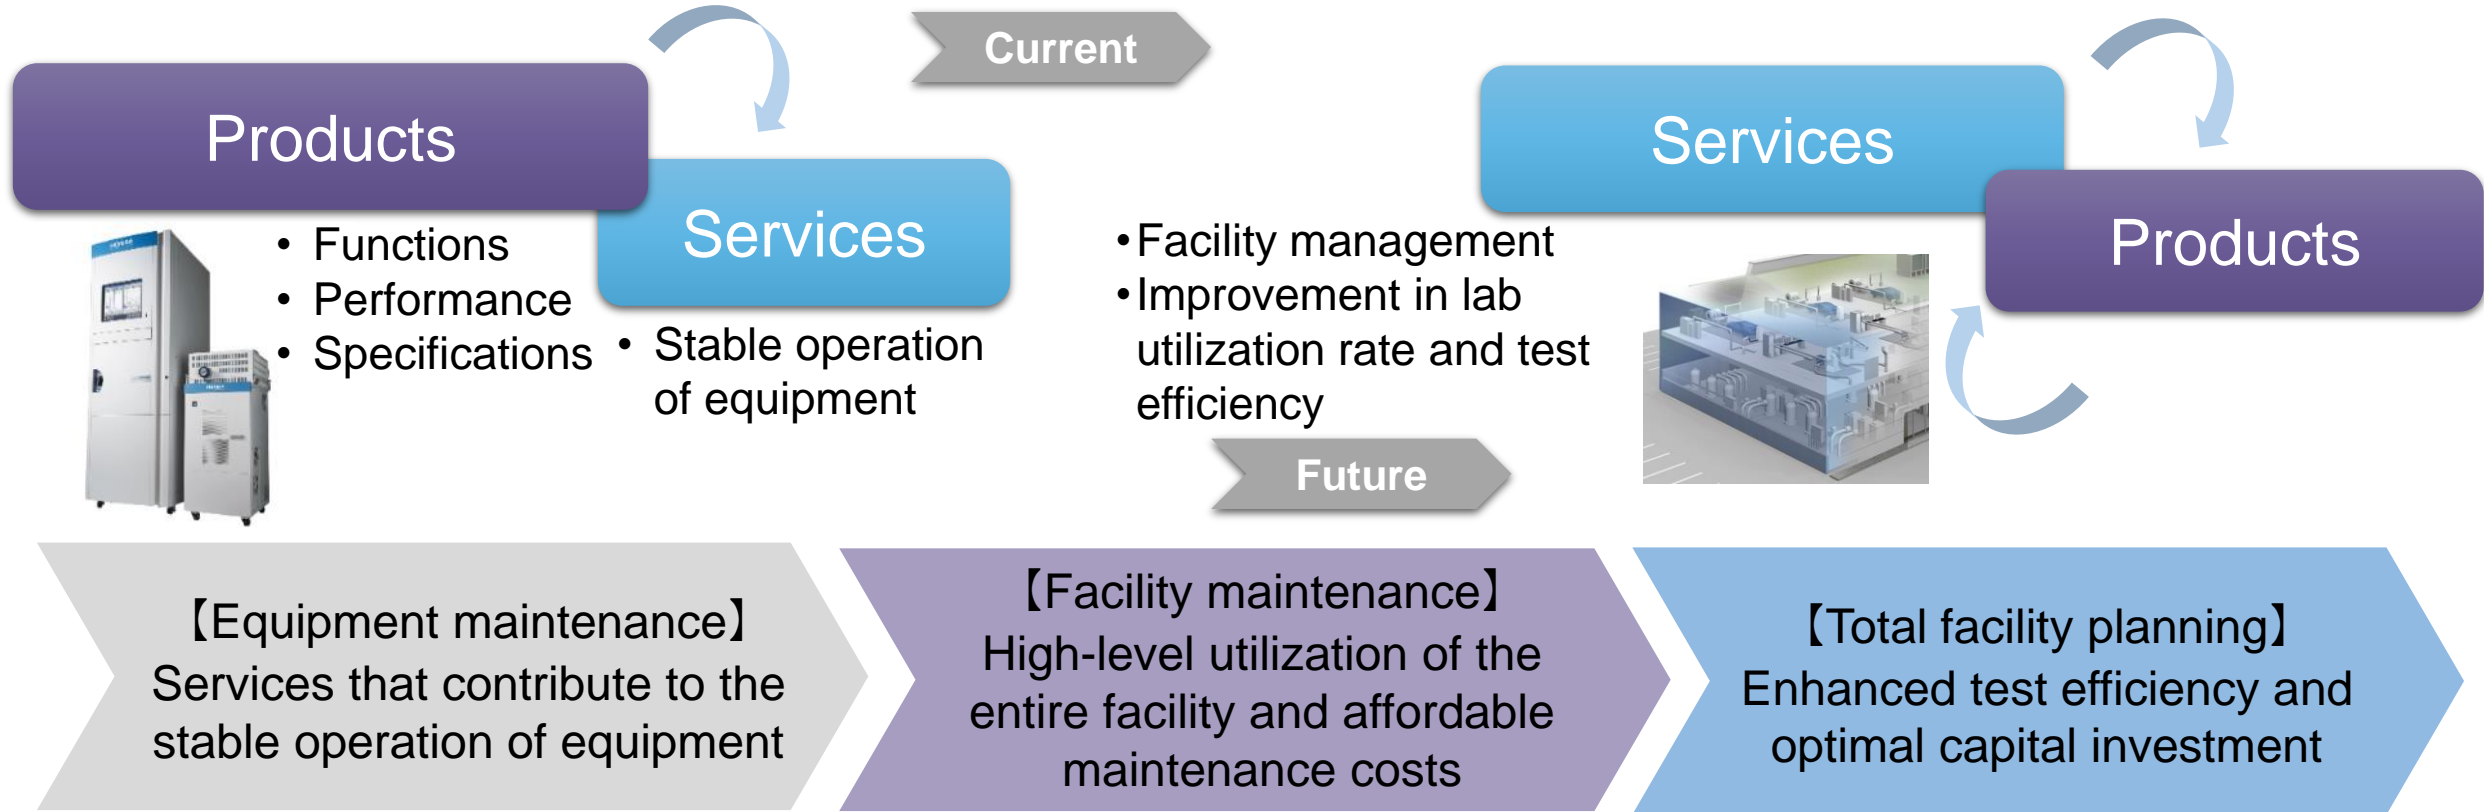 Current
Products
Services
• Functions
• Performance
• Specifications
• Stable operation
of equipment
Services
Products
•Facility management
•Improvement in lab
utilization rate and test
efficiency
Future
【Equipment maintenance】
Services that contribute to the
stable operation of equipment
【Facility maintenance】
High-level utilization of the
entire facility and affordable
maintenance costs
【Total facility planning】
Enhanced test efficiency and
optimal capital investment